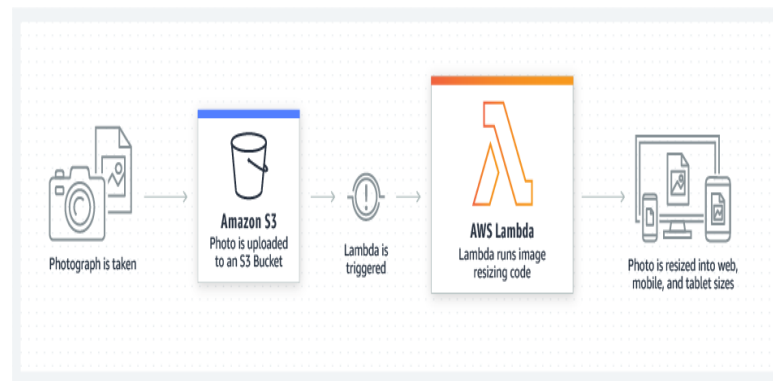 Photograph is taken
Amazon S3
Photo is uploaded
to an S3 Bucket
Lambda is
triggered
AWS Lambda
Lambda runs image
resizing code
Photo is resized into web,
mobile, and tablet sizes